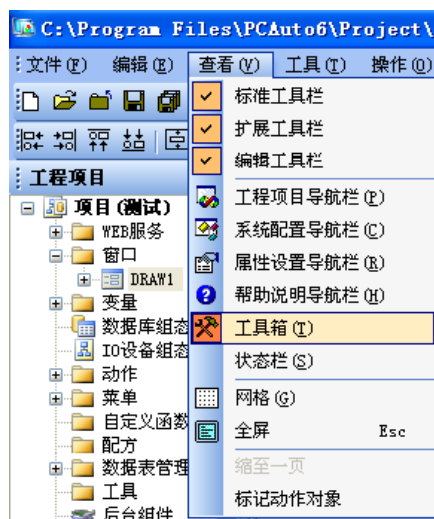 C:\Program Files\PCAuto6\Project\
文件(F) 编辑(E) 查看(V) 工具(T) 操作(O)
标准工具栏
扩展工具栏
编辑工具栏
工程项目导航栏(P)
系统配置导航栏(C)
属性设置导航栏(R)
帮助说明导航栏(H)
工具箱(T)
状态栏(S)
网格(G)
全屏 Esc
缩至一页
标记动作对象
工程项目
项目(测试)
WEB服务
窗口
DRAW1
变量
数据库组态
IO设备组态
动作
菜单
自定义函数
配方
数据表管理
工具
后台组件